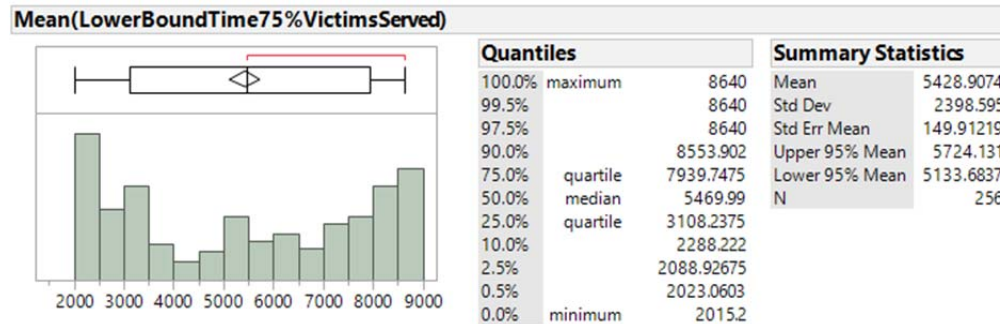 Mean(LowerBoundTime75%VictimsServed)
2000 3000 4000 5000 6000 7000 8000 9000
Quantiles
100.0% maximum 8640
99.5% 8640
97.5% 8640
90.0% 8553.902
75.0% quartile 7939.7475
50.0% median 5469.99
25.0% quartile 3108.2375
10.0% 2288.222
2.5% 2088.92675
0.5% 2023.0603
0.0% minimum 2015.2
Summary Statistics
Mean 5428.9074
Std Dev 2398.595
Std Err Mean 149.91219
Upper 95% Mean 5724.131
Lower 95% Mean 5133.6837
N 256